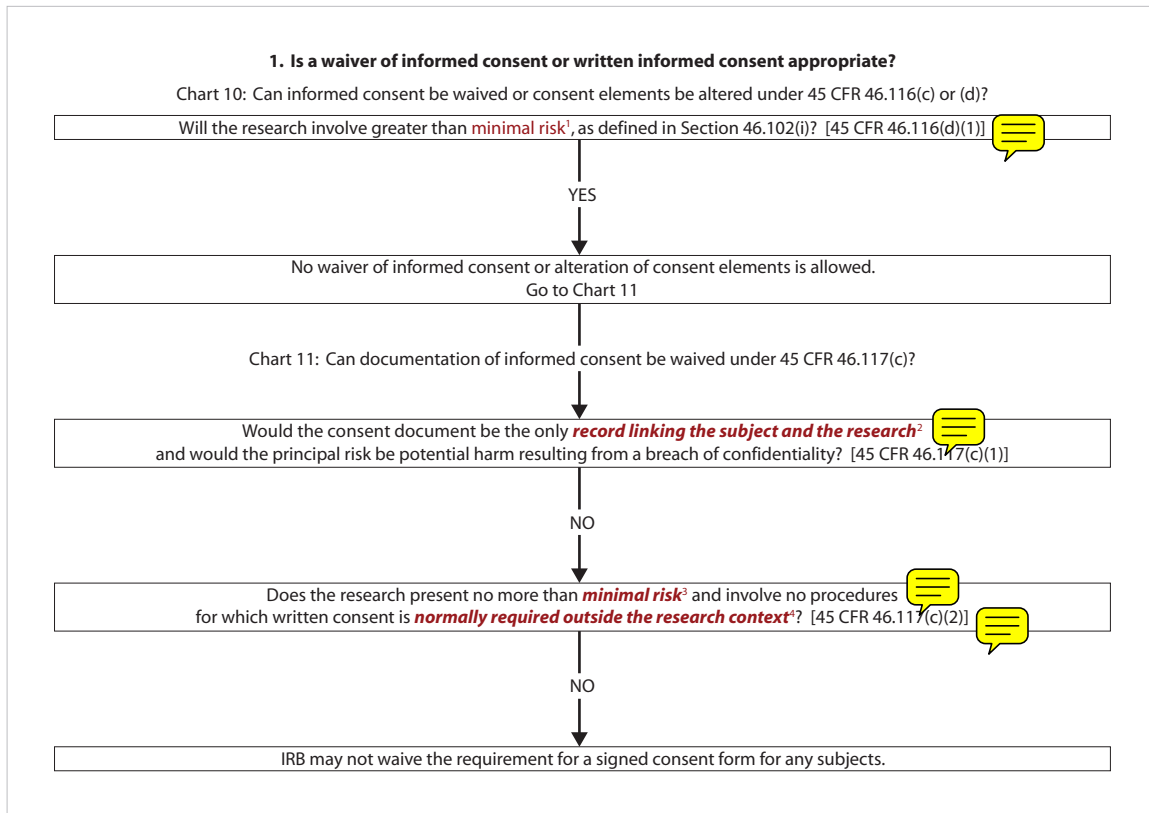 1. Is a waiver of informed consent or written informed consent appropriate?
Chart 10: Can informed consent be waived or consent elements be altered under 45 CFR 46.116(c) or (d)?
Will the research involve greater than minimal risk¹, as defined in Section 46.102(i)? [45 CFR 46.116(d)(1)]
YES
No waiver of informed consent or alteration of consent elements is allowed.
Go to Chart 11
Chart 11: Can documentation of informed consent be waived under 45 CFR 46.117(c)?
Would the consent document be the only record linking the subject and the research²
and would the principal risk be potential harm resulting from a breach of confidentiality? [45 CFR 46.117(c)(1)]
NO
Does the research present no more than minimal risk³ and involve no procedures
for which written consent is normally required outside the research context⁴? [45 CFR 46.117(c)(2)]
NO
IRB may not waive the requirement for a signed consent form for any subjects.